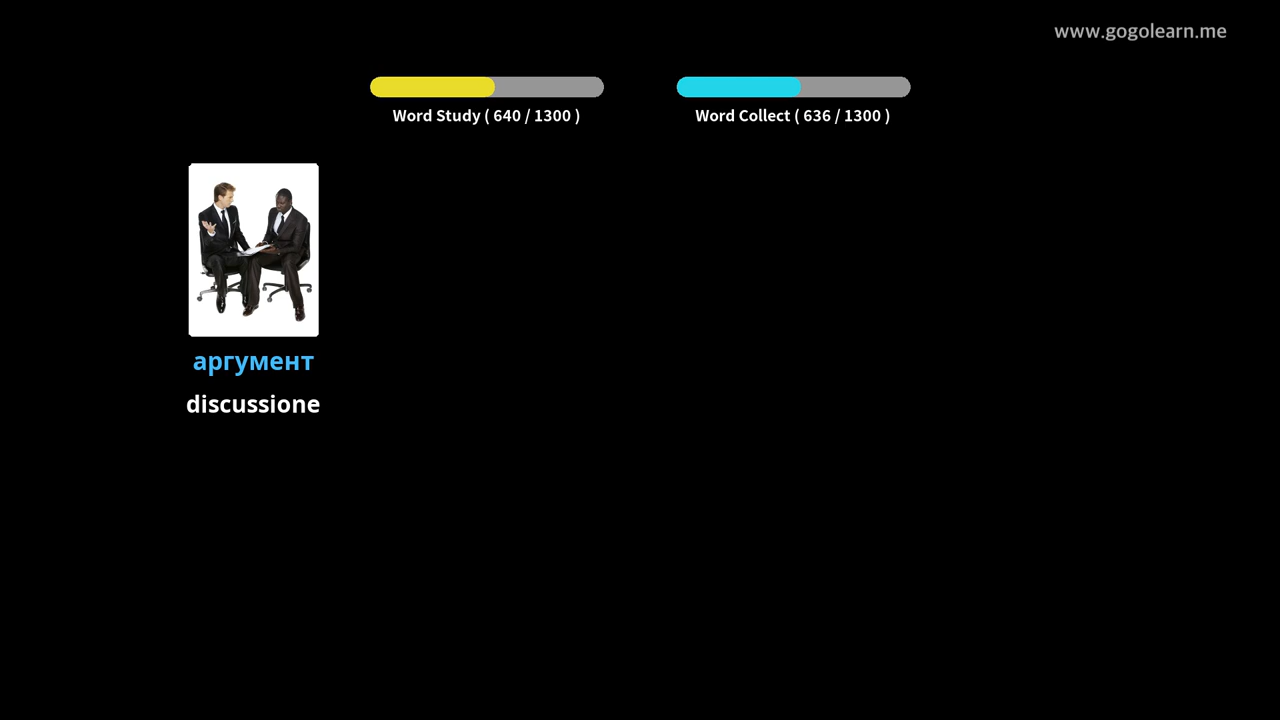 www.gogolearn.me
Word Study ( 640 / 1300 )
Word Collect ( 636 / 1300 )
аргумент
discussione